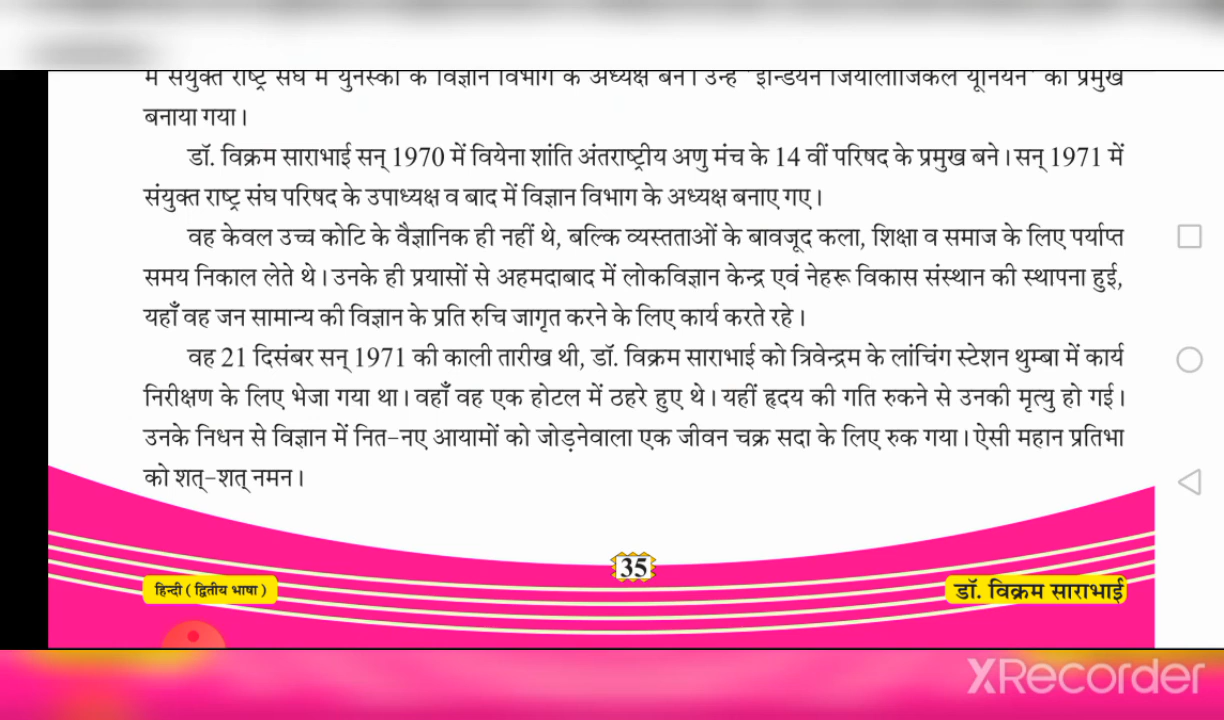 में संयुक्त राष्ट्र संघ में युनेस्को के विज्ञान विभाग के अध्यक्ष बने। उन्हें 'इन्डियन जियोलॉजिकल यूनियन' का प्रमुख
बनाया गया।
डॉ. विक्रम साराभाई सन् 1970 में वियेना शांति अंतराष्ट्रीय अणु मंच के 14 वीं परिषद के प्रमुख बने। सन् 1971 में
संयुक्त राष्ट्र संघ परिषद के उपाध्यक्ष व बाद में विज्ञान विभाग के अध्यक्ष बनाए गए।
वह केवल उच्च कोटि के वैज्ञानिक ही नहीं थे, बल्कि व्यस्तताओं के बावजूद कला, शिक्षा व समाज के लिए पर्याप्त
समय निकाल लेते थे। उनके ही प्रयासों से अहमदाबाद में लोकविज्ञान केन्द्र एवं नेहरू विकास संस्थान की स्थापना हुई,
यहाँ वह जन सामान्य की विज्ञान के प्रति रुचि जागृत करने के लिए कार्य करते रहे।
वह 21 दिसंबर सन् 1971 की काली तारीख थी, डॉ. विक्रम साराभाई को त्रिवेन्द्रम के लांचिंग स्टेशन थुम्बा में कार्य
निरीक्षण के लिए भेजा गया था। वहाँ वह एक होटल में ठहरे हुए थे। यहीं हृदय की गति रुकने से उनकी मृत्यु हो गई।
उनके निधन से विज्ञान में नित-नए आयामों को जोड़नेवाला एक जीवन चक्र सदा के लिए रुक गया। ऐसी महान प्रतिभा
को शत्-शत् नमन।
35
हिन्दी ( द्वितीय भाषा )
डॉ. विक्रम साराभाई
XRecorder